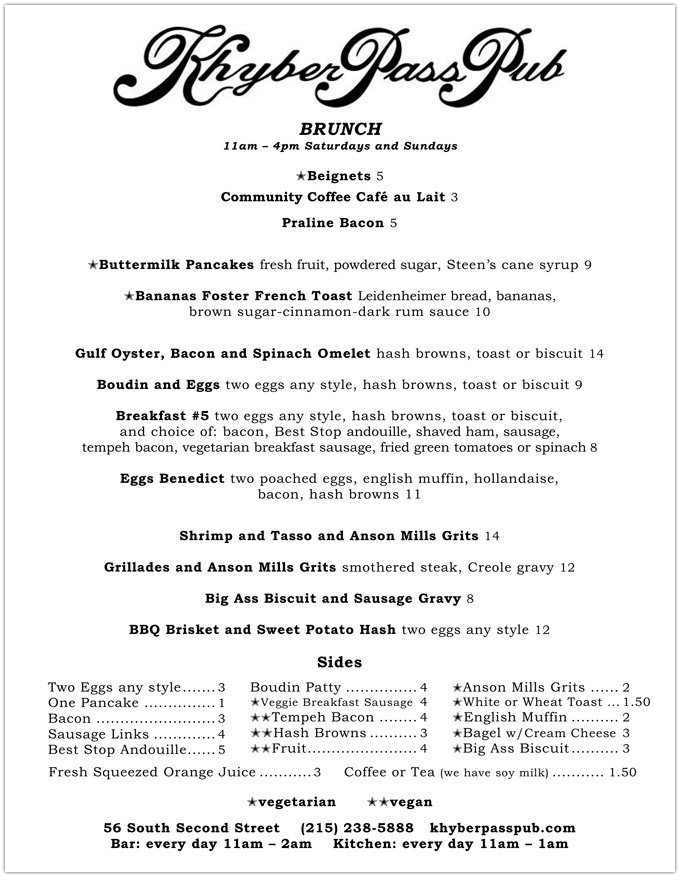 Khyber Pass Pub
BRUNCH
11am – 4pm Saturdays and Sundays
★Beignets 5
Community Coffee Café au Lait 3
Praline Bacon 5
★Buttermilk Pancakes fresh fruit, powdered sugar, Steen's cane syrup 9
★Bananas Foster French Toast Leidenheimer bread, bananas,
brown sugar-cinnamon-dark rum sauce 10
Gulf Oyster, Bacon and Spinach Omelet hash browns, toast or biscuit 14
Boudin and Eggs two eggs any style, hash browns, toast or biscuit 9
Breakfast #5 two eggs any style, hash browns, toast or biscuit,
and choice of: bacon, Best Stop andouille, shaved ham, sausage,
tempeh bacon, vegetarian breakfast sausage, fried green tomatoes or spinach 8
Eggs Benedict two poached eggs, english muffin, hollandaise,
bacon, hash browns 11
Shrimp and Tasso and Anson Mills Grits 14
Grillades and Anson Mills Grits smothered steak, Creole gravy 12
Big Ass Biscuit and Sausage Gravy 8
BBQ Brisket and Sweet Potato Hash two eggs any style 12
Sides
Two Eggs any style.......3
One Pancake ...............1
Bacon .........................3
Sausage Links .............4
Best Stop Andouille......5
Boudin Patty ...............4
★Veggie Breakfast Sausage 4
★★Tempeh Bacon ........4
★★Hash Browns ..........3
★★Fruit.......................4
★Anson Mills Grits ...... 2
★White or Wheat Toast ...1.50
★English Muffin ..........2
★Bagel w/Cream Cheese 3
★Big Ass Biscuit..........3
Fresh Squeezed Orange Juice ...........3
Coffee or Tea (we have soy milk) ........... 1.50
★vegetarian ★★vegan
56 South Second Street (215) 238-5888 khyberpasspub.com
Bar: every day 11am – 2am Kitchen: every day 11am – 1am